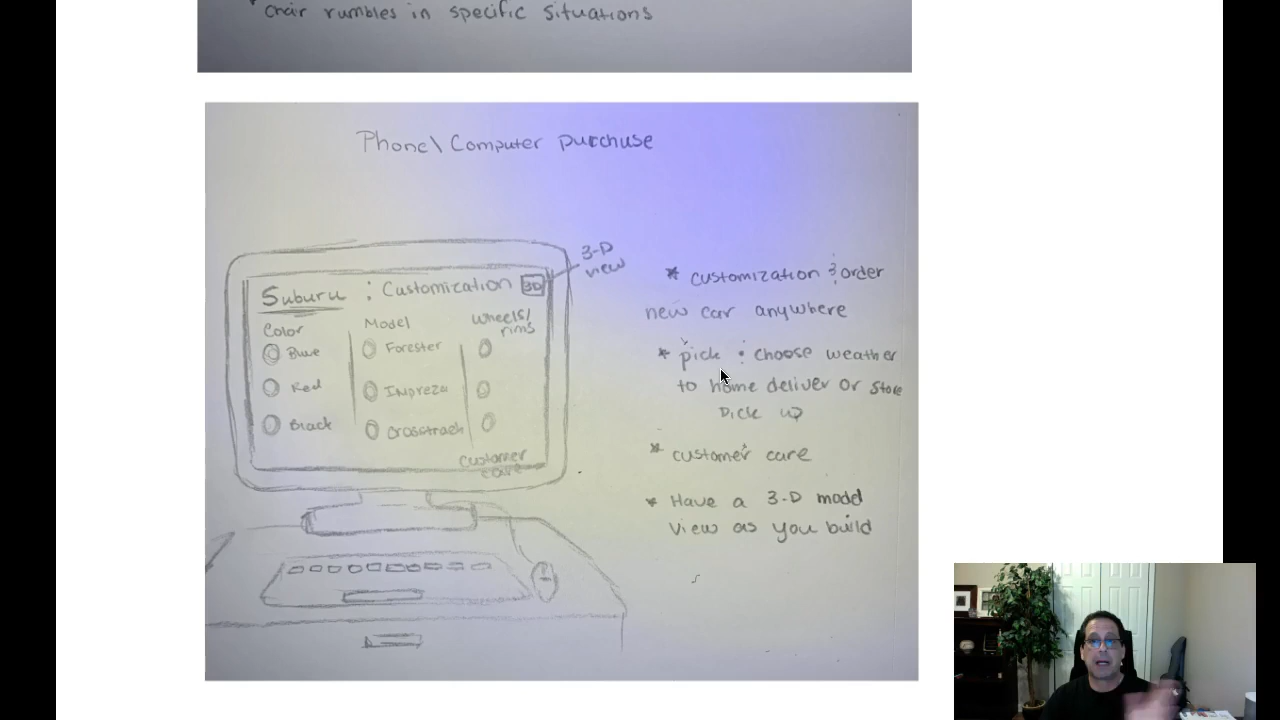 chair rumbles in specific situations
Phone\ Computer purchuse
3-D
view
Suburu : Customization 3D
Color
Model
Wheels/
rims
Blue
Forester
Red
Impreza
Black
Crosstrack
Customer
care
* customization & order
new car anywhere
* pick : choose weather
to home deliver or store
pick up
* customer care
* Have a 3-D model
view as you build